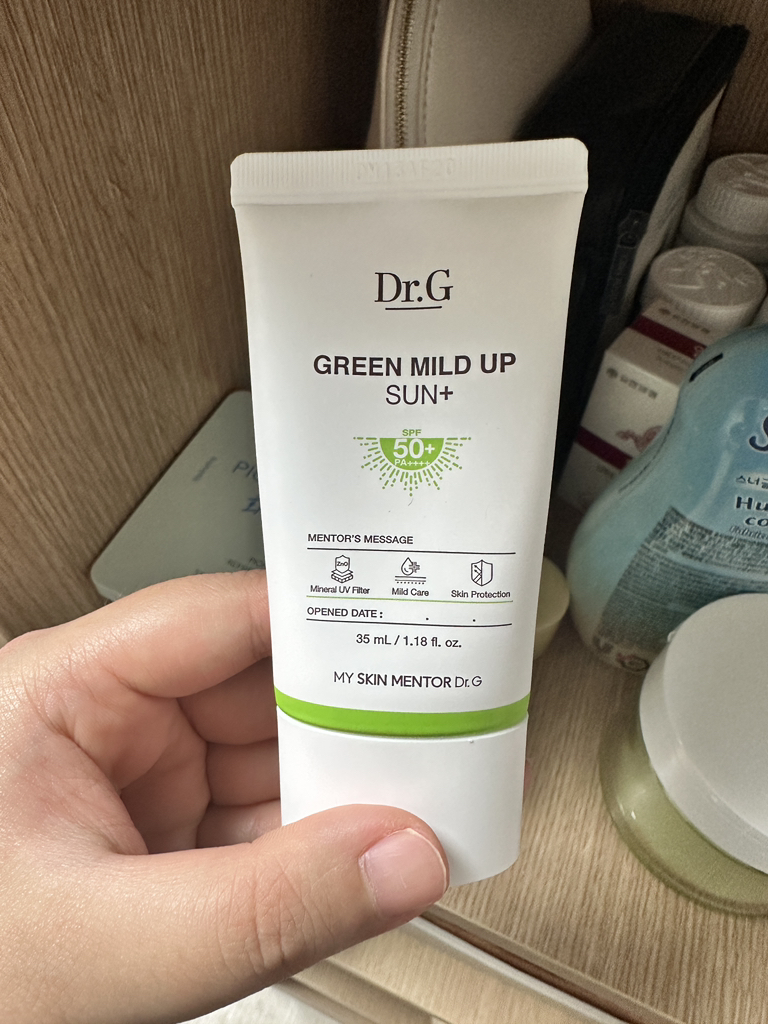 Dr.G
GREEN MILD UP
SUN+
SPF
50+
PA++++
MENTOR'S MESSAGE
ZnO
Mineral UV Filter
Mild Care
Skin Protection
OPENED DATE : . .
35 mL / 1.18 fl. oz.
MY SKIN MENTOR Dr.G